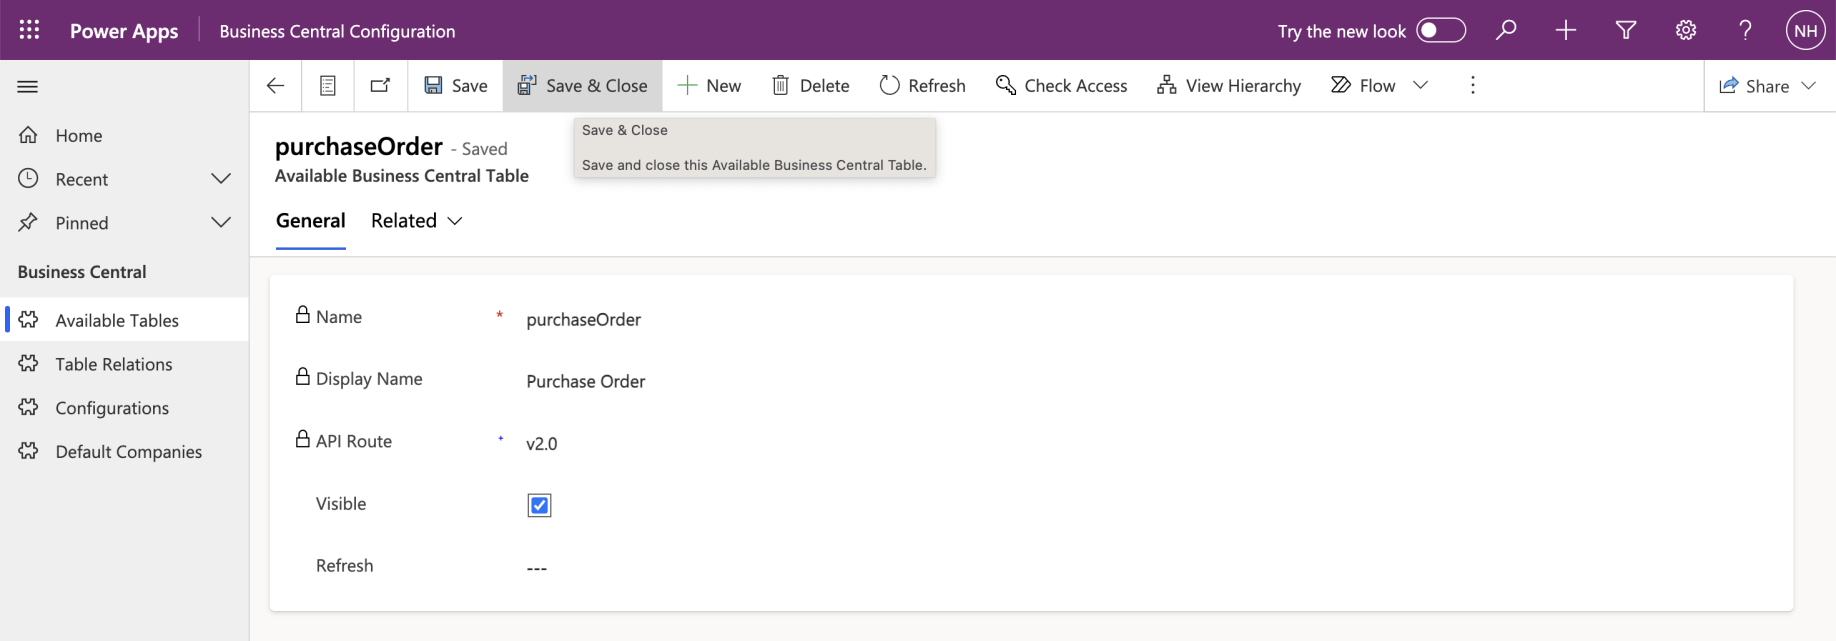 Power Apps
Business Central Configuration
Try the new look
NH
Save
Save & Close
New
Delete
Refresh
Check Access
View Hierarchy
Flow
Share
Home
Recent
Pinned
Business Central
Available Tables
Table Relations
Configurations
Default Companies
purchaseOrder - Saved
Available Business Central Table
Save & Close
Save and close this Available Business Central Table.
General
Related
Name * purchaseOrder
Display Name Purchase Order
API Route + v2.0
Visible
Refresh ---